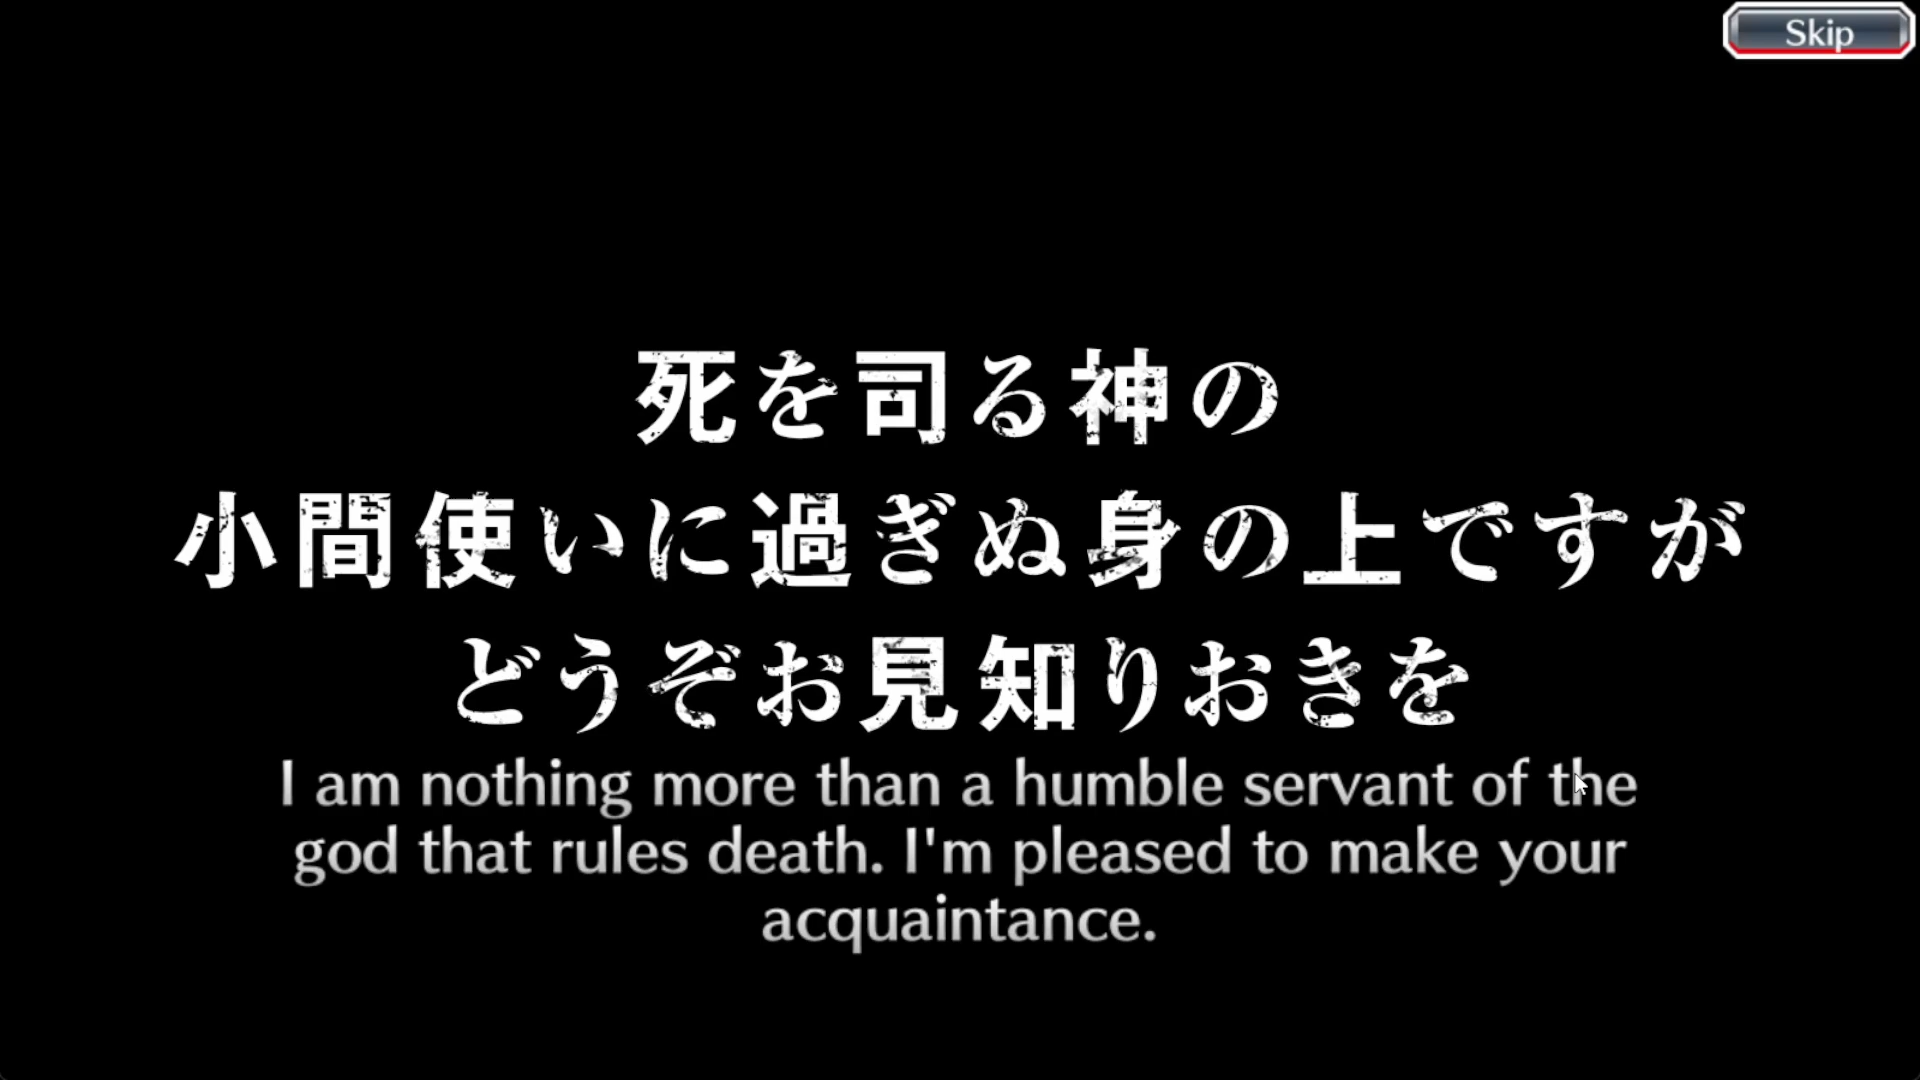 Skip
死を司る神の
小間使いに過ぎぬ身の上ですが
どうぞお見知りおきを
I am nothing more than a humble servant of the
god that rules death. I'm pleased to make your
acquaintance.